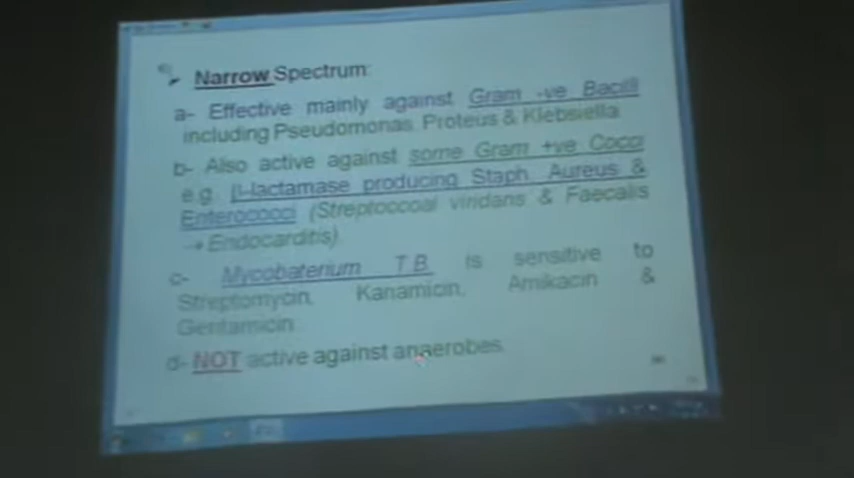 Narrow Spectrum:
a- Effective mainly against Gram -ve Bacilli
including Pseudomonas, Proteus & Klebsiella
b- Also active against some Gram +ve Cocci
e.g. β-lactamase producing Staph. Aureus &
Enterococci (Streptoccoal viridans & Faecalis
→ Endocarditis)
c- Mycobaterium T.B. is sensitive to
Streptomycin, Kanamicin, Amikacin &
Gentamicin
d- NOT active against anaerobes